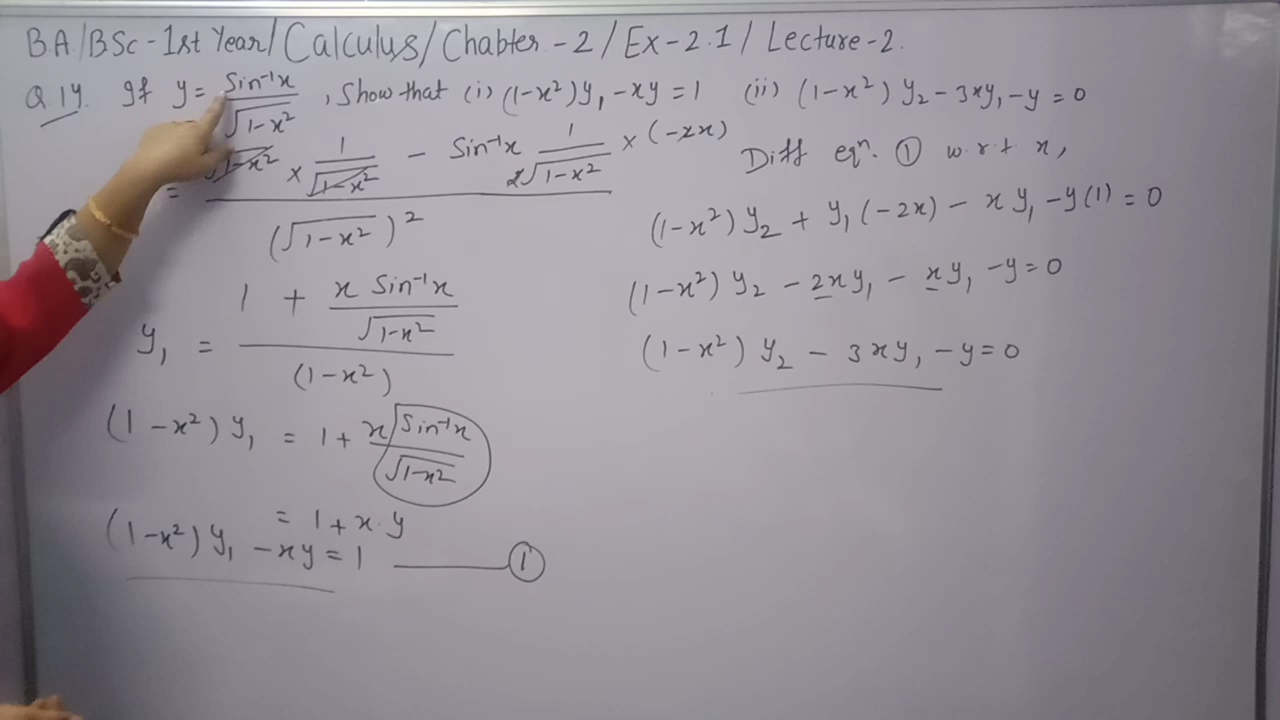 BA/BSc-1st Year/Calculus/Chabter-2/Ex-2.1/Lecture-2.
Q.14. If y = Sin⁻¹x/√(1-x²), Show that (i) (1-x²)y₁ - xy = 1 (ii) (1-x²) y₂ - 3xy₁ - y = 0
= (√(1-x²) × 1/√(1-x²) - Sin⁻¹x 1/(2√(1-x²)) × (-2x))/(√(1-x²))²
y₁ = (1 + x Sin⁻¹x/√(1-x²))/(1-x²)
(1-x²) y₁ = 1 + x Sin⁻¹x/√(1-x²)
= 1 + x.y
(1-x²) y₁ - xy = 1 ——— ①
Diff eqⁿ. ① w.r.t x,
(1-x²) y₂ + y₁(-2x) - xy₁ - y(1) = 0
(1-x²) y₂ - 2xy₁ - xy₁ - y = 0
(1-x²) y₂ - 3xy₁ - y = 0